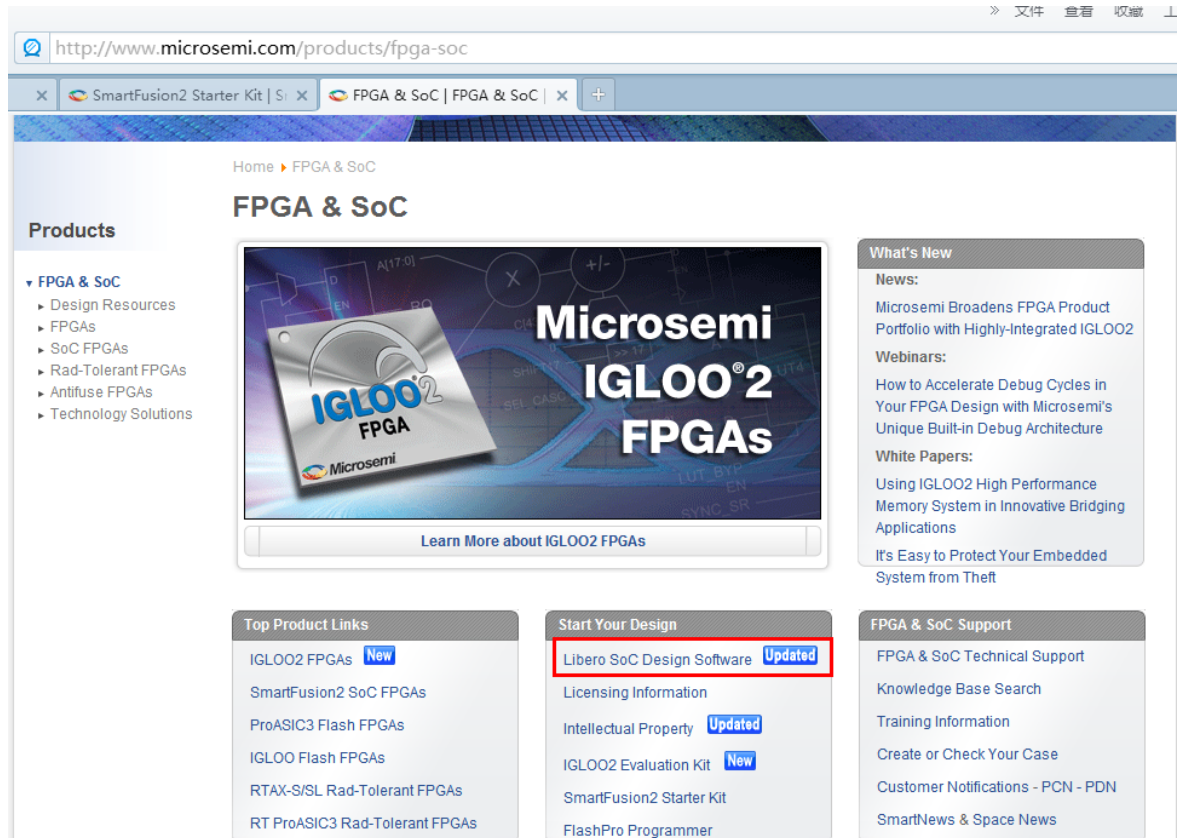 » 文件 查看 收藏
http://www.microsemi.com/products/fpga-soc
SmartFusion2 Starter Kit | S
FPGA & SoC | FPGA & SoC |
Home FPGA & SoC
FPGA & SoC
Products
FPGA & SoC
Design Resources
FPGAs
SoC FPGAs
Rad-Tolerant FPGAs
Antifuse FPGAs
Technology Solutions
A[17:0]
D
EN
X
+/-
>> 17
SYNC_SR
LUT_BYP
EN
IGLOO2
FPGA
Microsemi
Microsemi
IGLOO®2
FPGAs
Learn More about IGLOO2 FPGAs
What's New
News:
Microsemi Broadens FPGA Product
Portfolio with Highly-Integrated IGLOO2
Webinars:
How to Accelerate Debug Cycles in
Your FPGA Design with Microsemi's
Unique Built-in Debug Architecture
White Papers:
Using IGLOO2 High Performance
Memory System in Innovative Bridging
Applications
It's Easy to Protect Your Embedded
System from Theft
Top Product Links
IGLOO2 FPGAs New
SmartFusion2 SoC FPGAs
ProASIC3 Flash FPGAs
IGLOO Flash FPGAs
RTAX-S/SL Rad-Tolerant FPGAs
RT ProASIC3 Rad-Tolerant FPGAs
Start Your Design
Libero SoC Design Software Updated
Licensing Information
Intellectual Property Updated
IGLOO2 Evaluation Kit New
SmartFusion2 Starter Kit
FlashPro Programmer
FPGA & SoC Support
FPGA & SoC Technical Support
Knowledge Base Search
Training Information
Create or Check Your Case
Customer Notifications - PCN - PDN
SmartNews & Space News